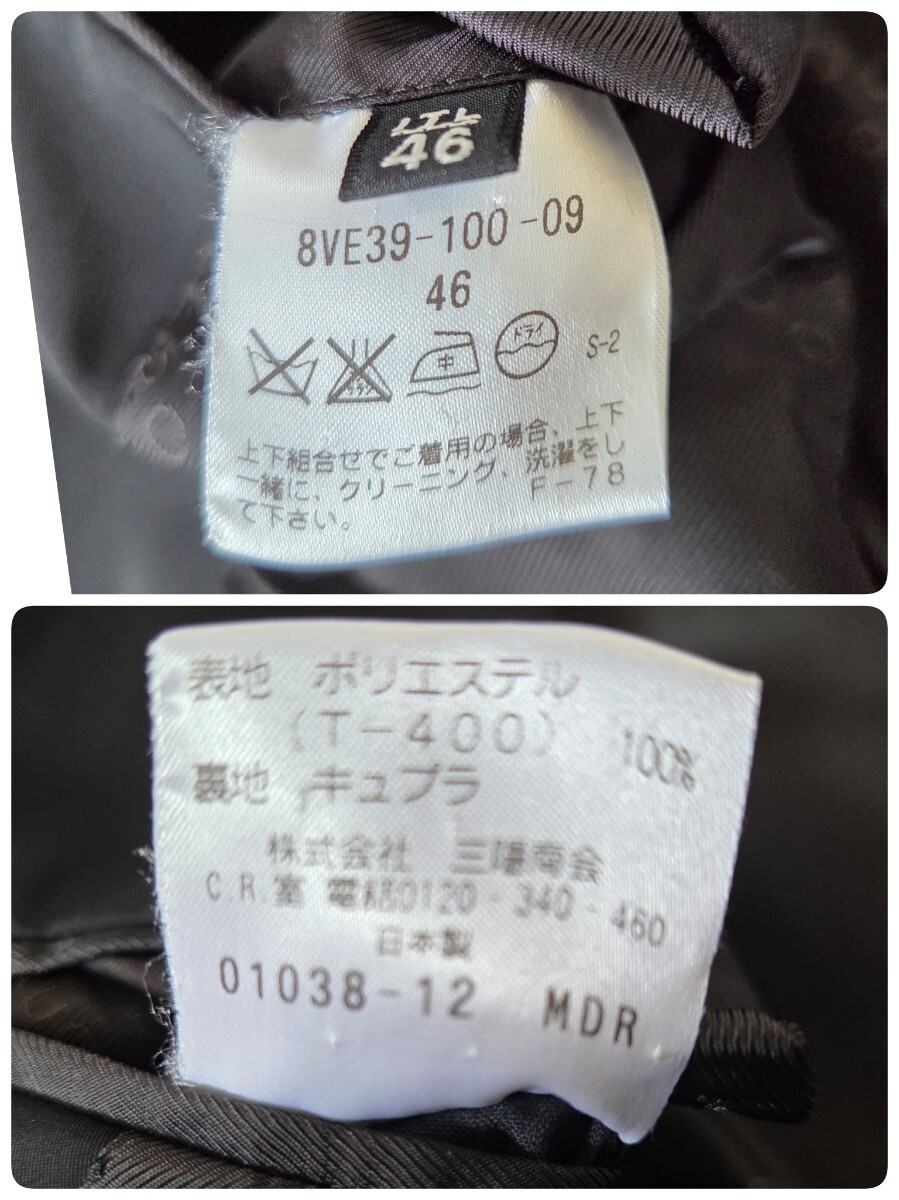 46
8VE39-100-09
46
中
ドライ
S-2
上下組合せでご着用の場合、上下
一緒に、クリーニング、洗濯をし
て下さい。
F-78
表地 ポリエステル
(T-400) 100%
裏地 キュプラ
株式会社 三陽商会
C.R.室 電話0120-340-460
日本製
01038-12 MDR